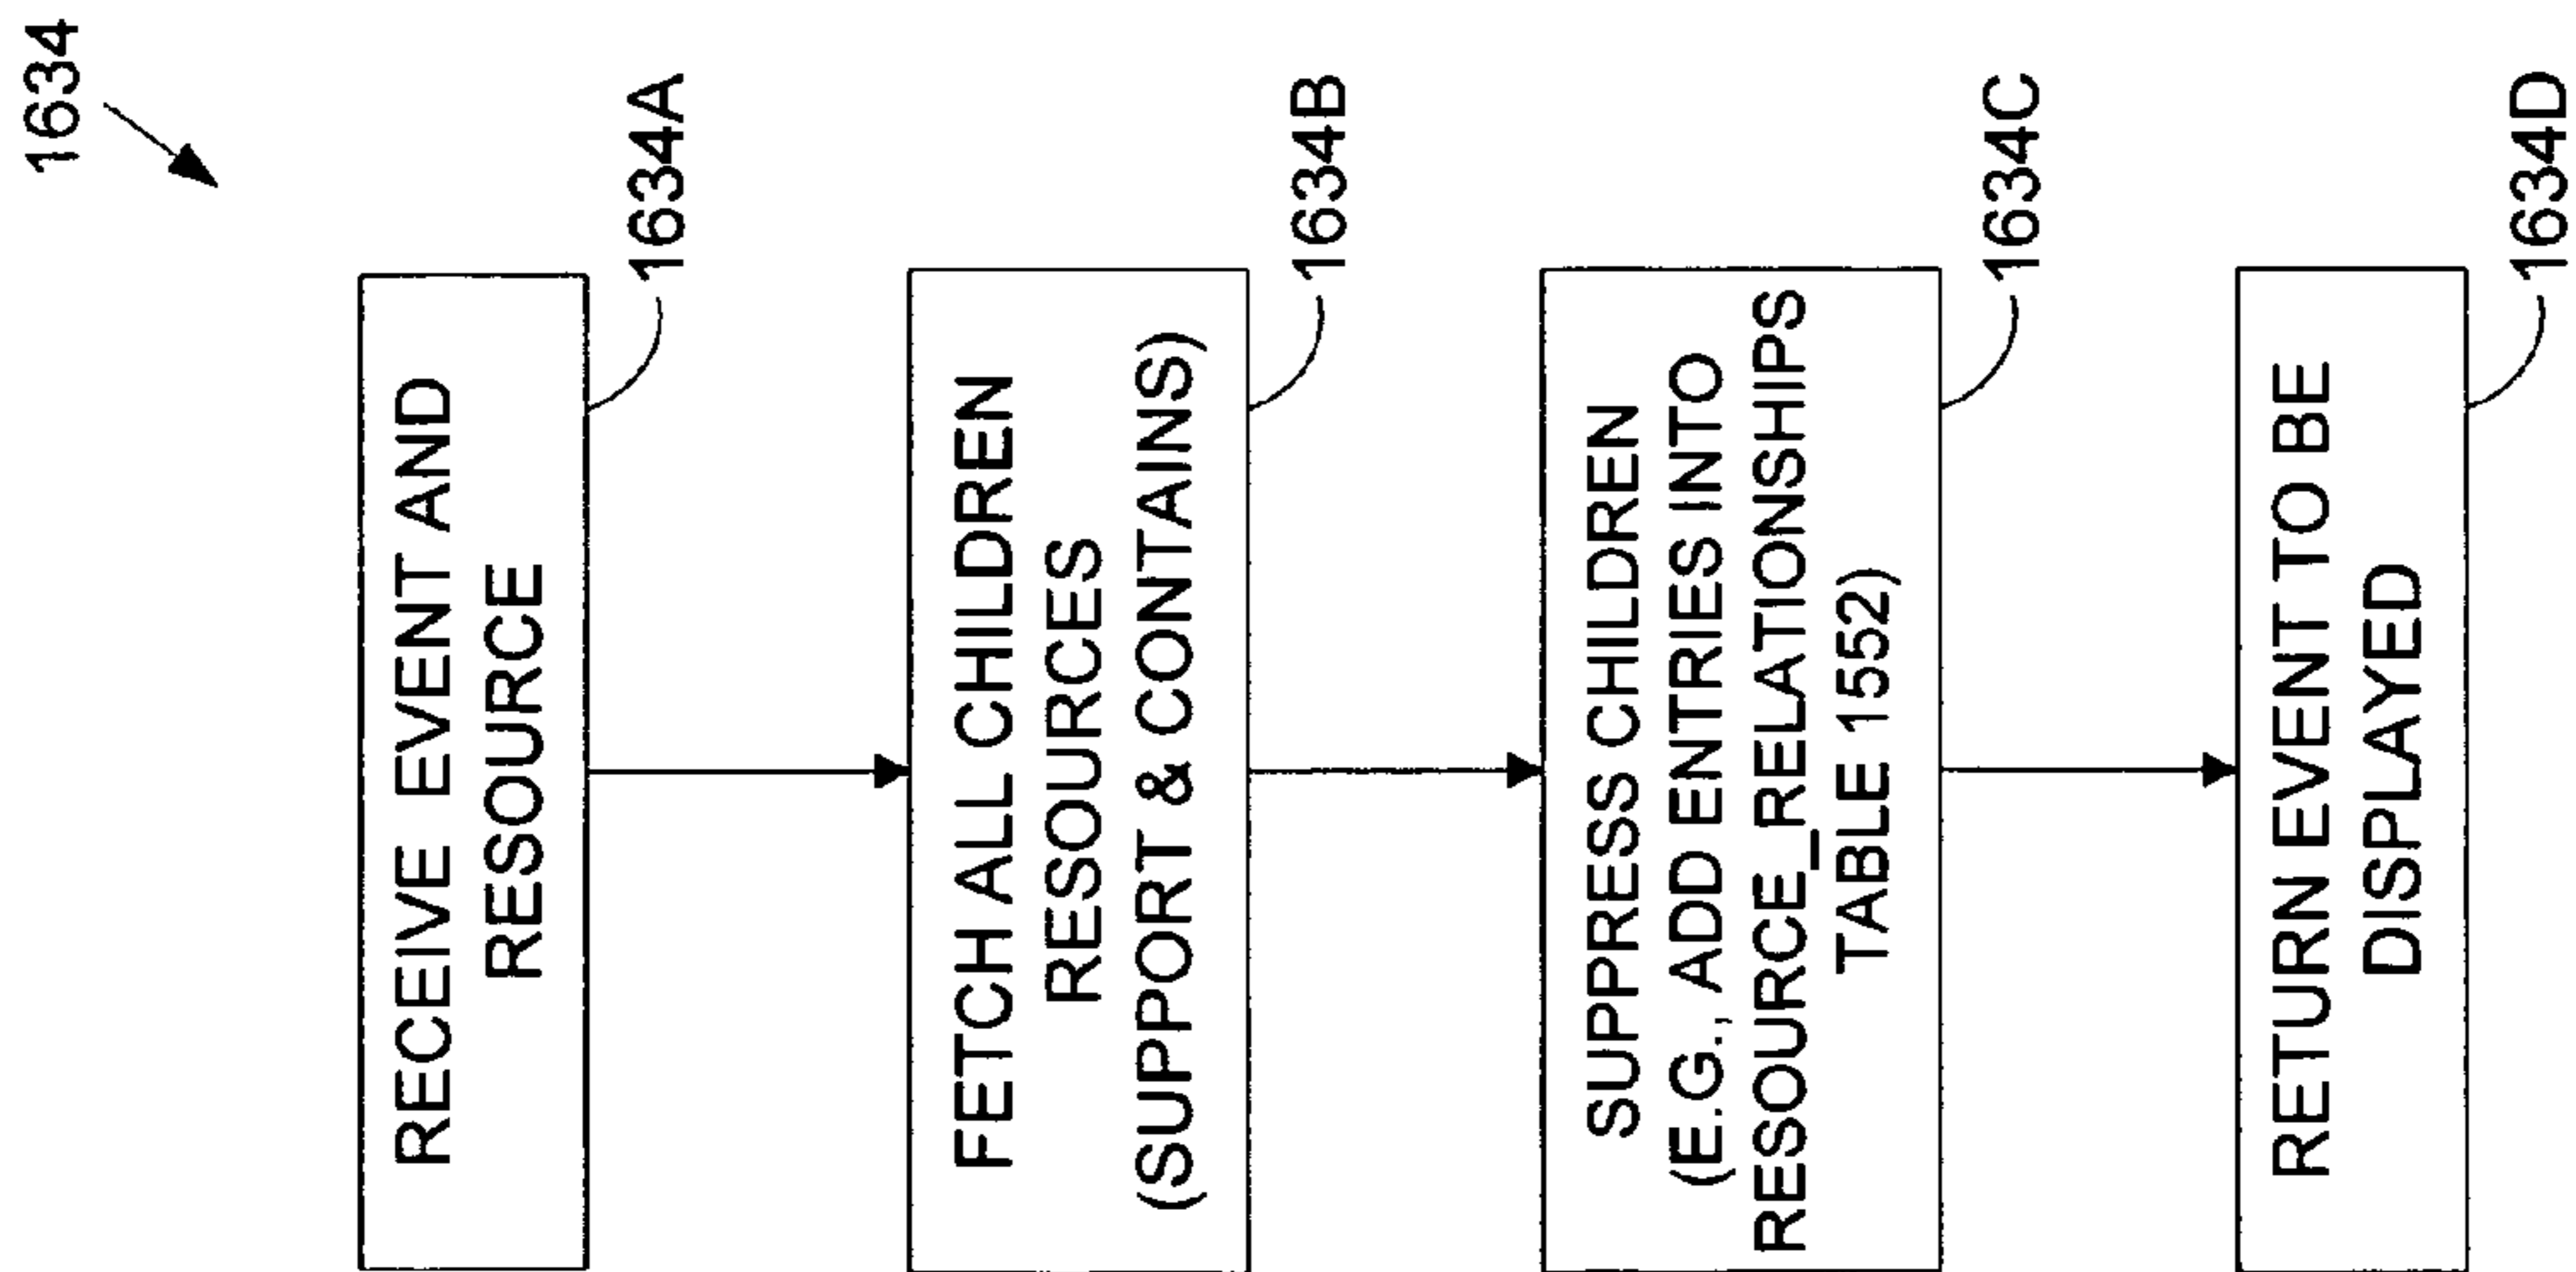 1634
RECEIVE EVENT AND
RESOURCE
1634A
FETCH ALL CHILDREN
RESOURCES
(SUPPORT & CONTAINS)
1634B
SUPPRESS CHILDREN
(E.G., ADD ENTRIES INTO
RESOURCE_RELATIONSHIPS
TABLE 1552)
1634C
RETURN EVENT TO BE
DISPLAYED
1634D